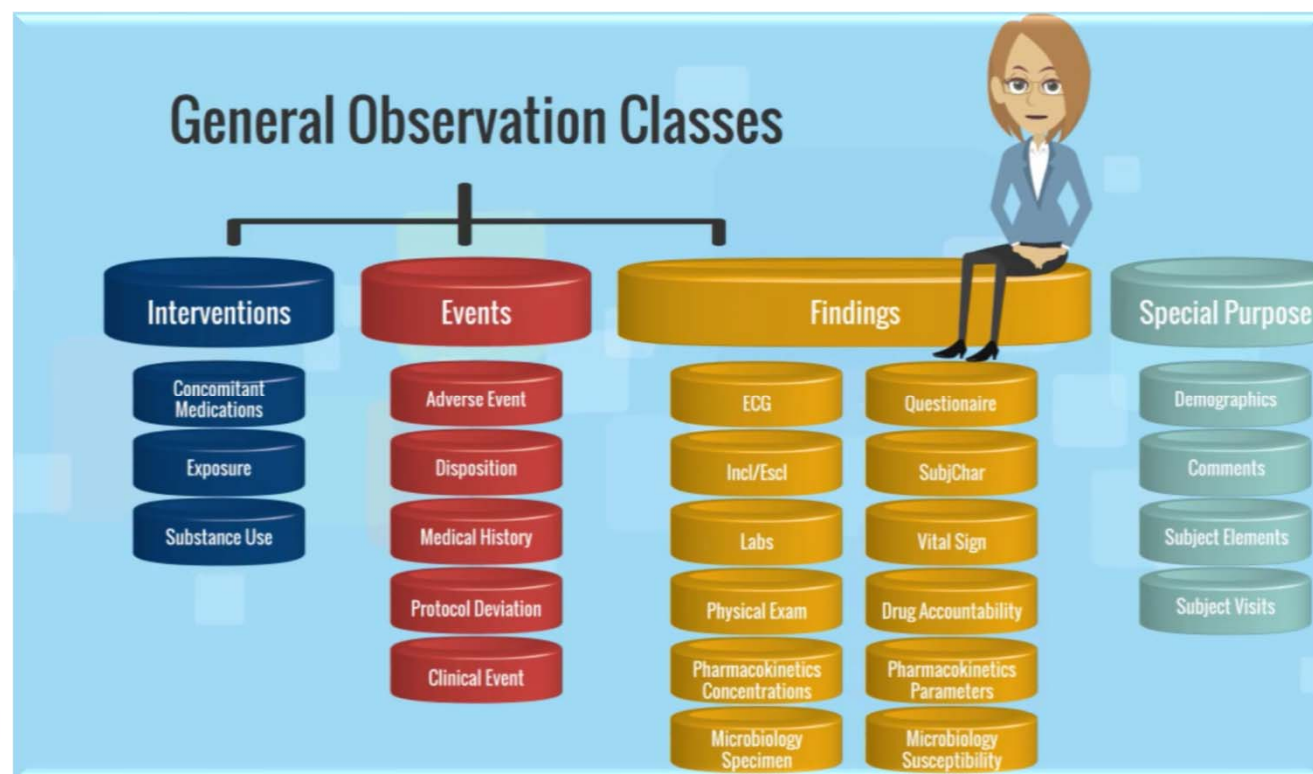 General Observation Classes
Interventions
Events
Findings
Special Purpose
Concomitant
Medications
Exposure
Substance Use
Adverse Event
Disposition
Medical History
Protocol Deviation
Clinical Event
ECG
Incl/Escl
Labs
Physical Exam
Pharmacokinetics
Concentrations
Microbiology
Specimen
Questionaire
SubjChar
Vital Sign
Drug Accountability
Pharmacokinetics
Parameters
Microbiology
Susceptibility
Demographics
Comments
Subject Elements
Subject Visits